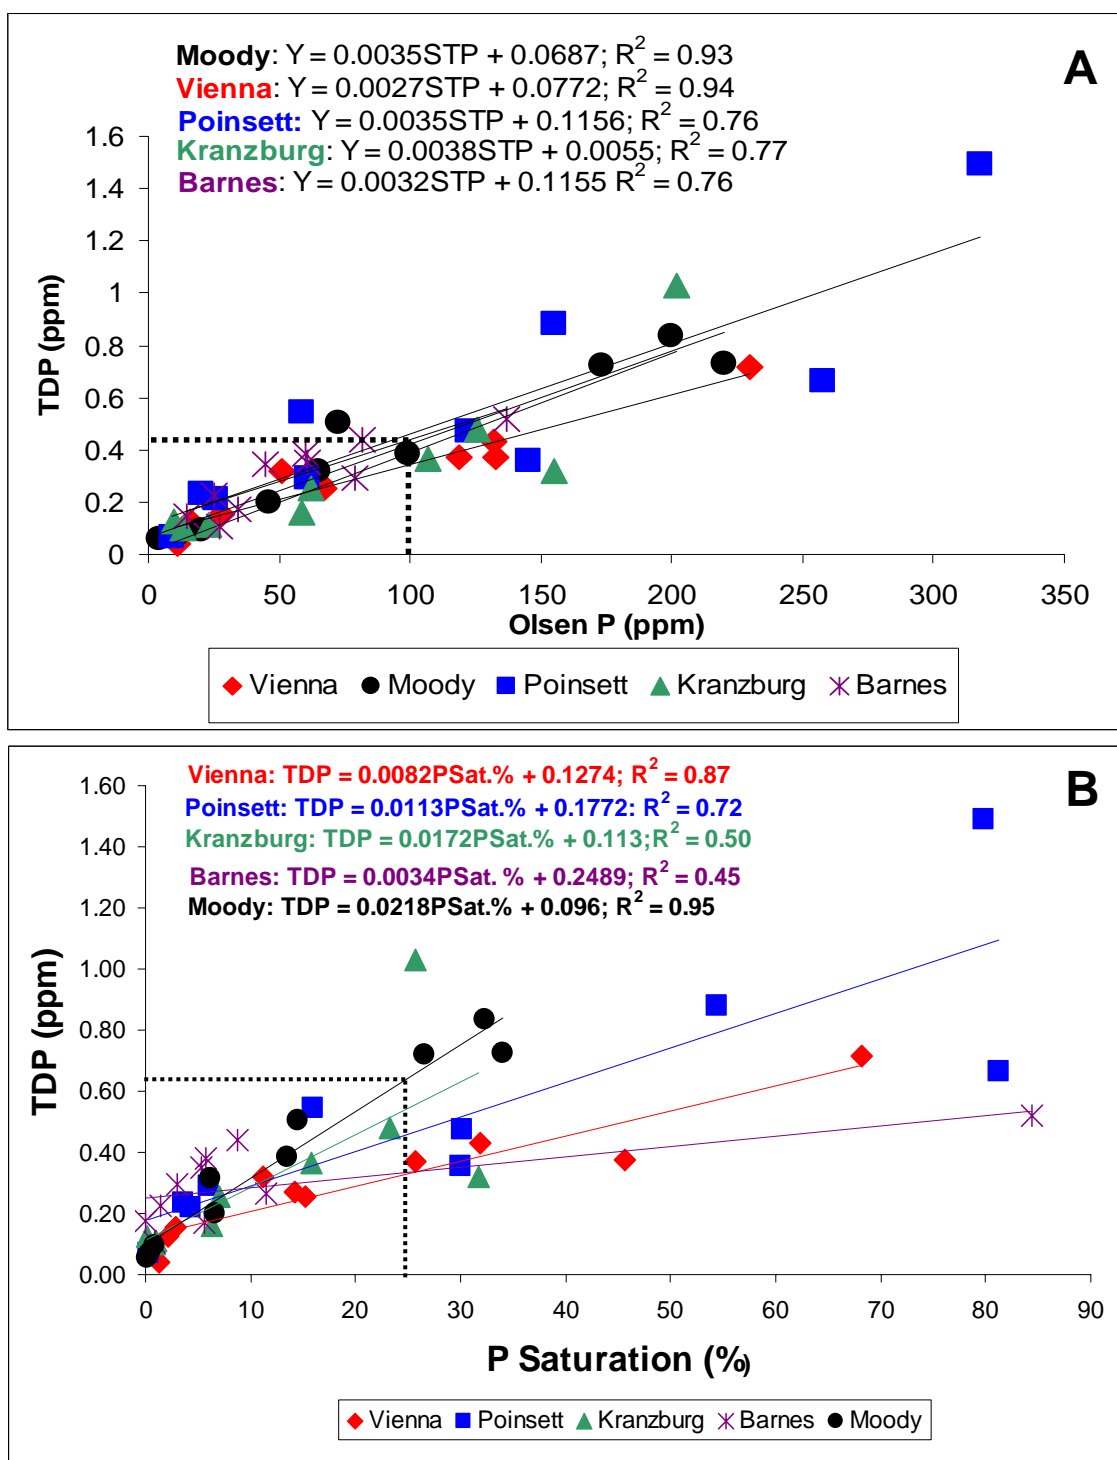 A
Moody: Y = 0.0035STP + 0.0687; R² = 0.93
Vienna: Y = 0.0027STP + 0.0772; R² = 0.94
Poinsett: Y = 0.0035STP + 0.1156; R² = 0.76
Kranzburg: Y = 0.0038STP + 0.0055; R² = 0.77
Barnes: Y = 0.0032STP + 0.1155 R² = 0.76
TDP (ppm)
1.6
1.4
1.2
1
0.8
0.6
0.4
0.2
0
0 50 100 150 200 250 300 350
Olsen P (ppm)
Vienna Moody Poinsett Kranzburg Barnes
B
Vienna: TDP = 0.0082PSat.% + 0.1274; R² = 0.87
Poinsett: TDP = 0.0113PSat.% + 0.1772: R² = 0.72
Kranzburg: TDP = 0.0172PSat.% + 0.113; R² = 0.50
Barnes: TDP = 0.0034PSat. % + 0.2489; R² = 0.45
Moody: TDP = 0.0218PSat.% + 0.096; R² = 0.95
TDP (ppm)
1.60
1.40
1.20
1.00
0.80
0.60
0.40
0.20
0.00
0 10 20 30 40 50 60 70 80 90
P Saturation (%)
Vienna Poinsett Kranzburg Barnes Moody